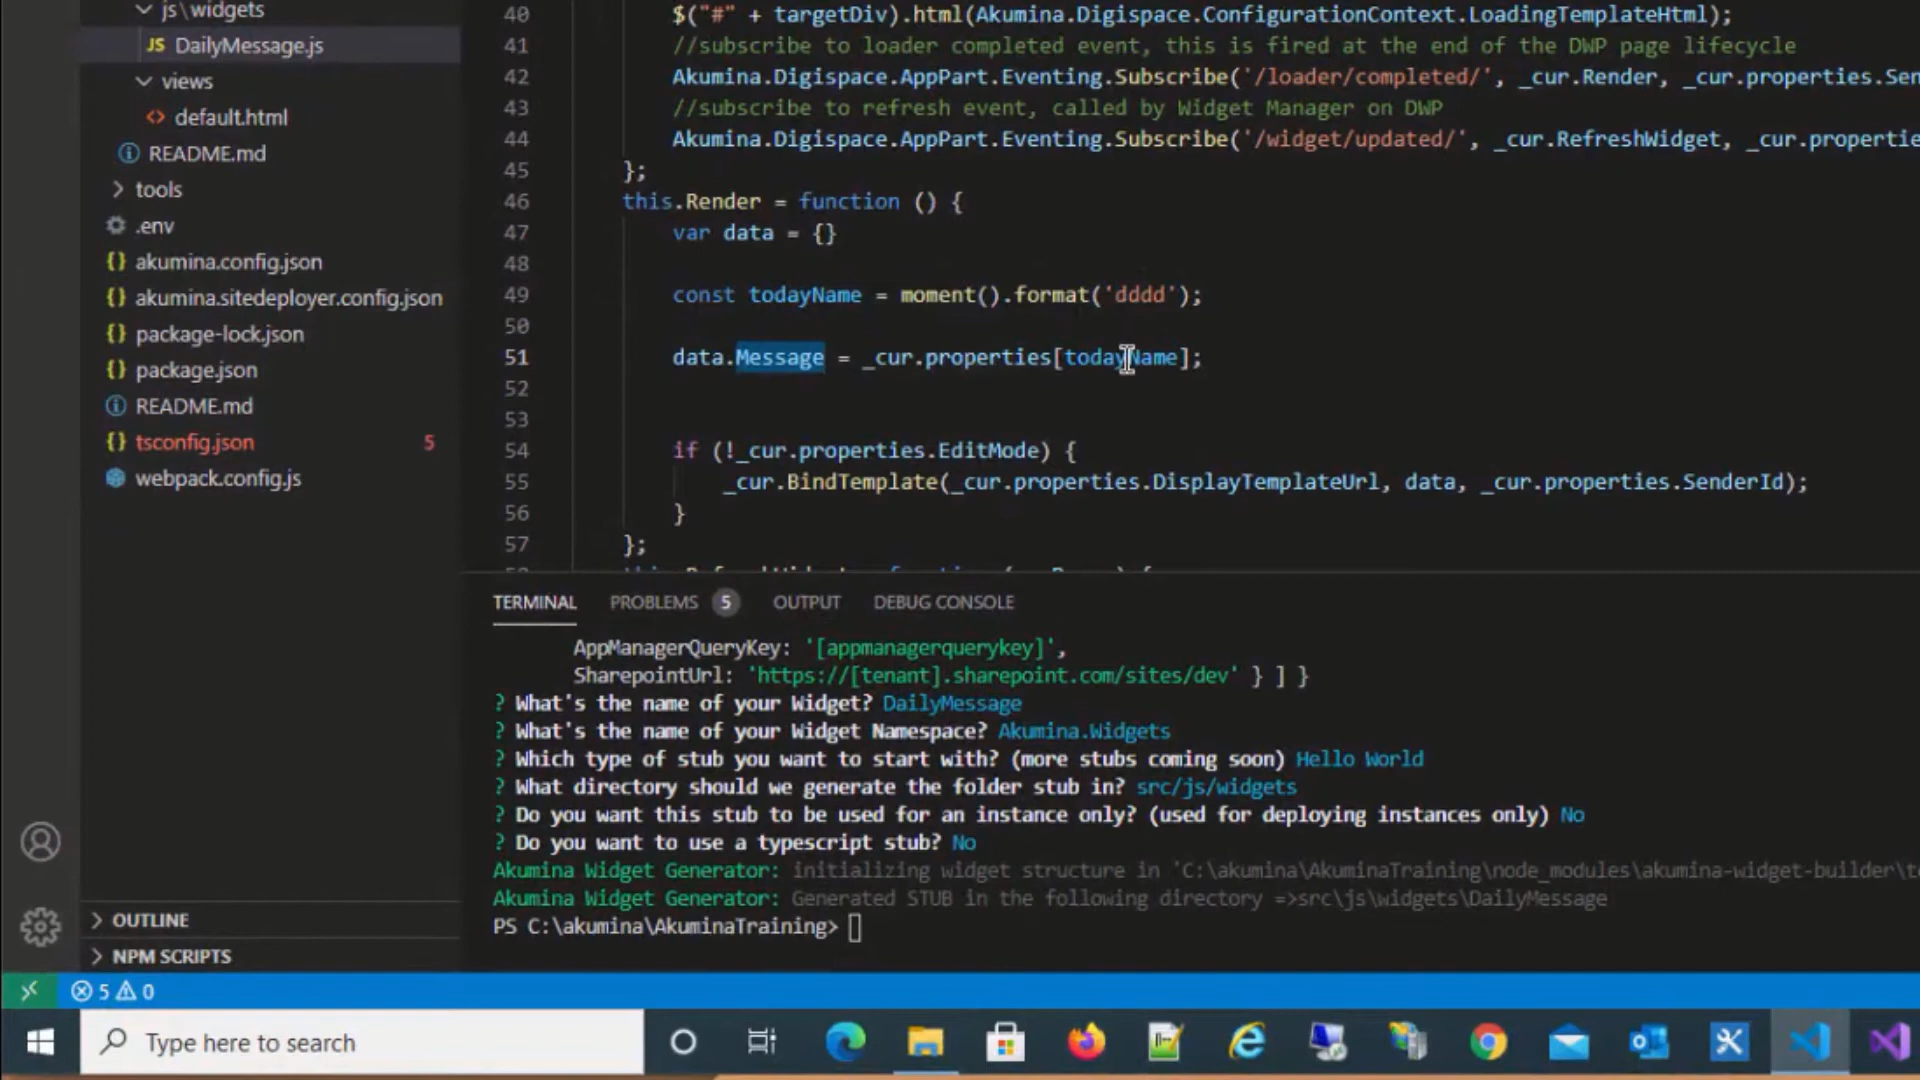 js\widgets
JS DailyMessage.js
views
<> default.html
README.md
tools
.env
{} akumina.config.json
{} akumina.sitedeployer.config.json
{} package-lock.json
{} package.json
README.md
{} tsconfig.json 5
webpack.config.js
OUTLINE
NPM SCRIPTS
40 $("#" + targetDiv).html(Akumina.Digispace.ConfigurationContext.LoadingTemplateHtml);
41 //subscribe to loader completed event, this is fired at the end of the DWP page lifecycle
42 Akumina.Digispace.AppPart.Eventing.Subscribe('/loader/completed/', _cur.Render, _cur.properties.Sen
43 //subscribe to refresh event, called by Widget Manager on DWP
44 Akumina.Digispace.AppPart.Eventing.Subscribe('/widget/updated/', _cur.RefreshWidget, _cur.propertie
45 };
46 this.Render = function () {
47 var data = {}
48
49 const todayName = moment().format('dddd');
50
51 data.Message = _cur.properties[todayName];
52
53
54 if (!_cur.properties.EditMode) {
55 _cur.BindTemplate(_cur.properties.DisplayTemplateUrl, data, _cur.properties.SenderId);
56 }
57 };
TERMINAL PROBLEMS 5 OUTPUT DEBUG CONSOLE
AppManagerQueryKey: '[appmanagerquerykey]',
SharepointUrl: 'https://[tenant].sharepoint.com/sites/dev' } ] }
? What's the name of your Widget? DailyMessage
? What's the name of your Widget Namespace? Akumina.Widgets
? Which type of stub you want to start with? (more stubs coming soon) Hello World
? What directory should we generate the folder stub in? src/js/widgets
? Do you want this stub to be used for an instance only? (used for deploying instances only) No
? Do you want to use a typescript stub? No
Akumina Widget Generator: initializing widget structure in 'C:\akumina\AkuminaTraining\node_modules\akumina-widget-builder\t
Akumina Widget Generator: Generated STUB in the following directory =>src\js\widgets\DailyMessage
PS C:\akumina\AkuminaTraining>
5 0
Type here to search